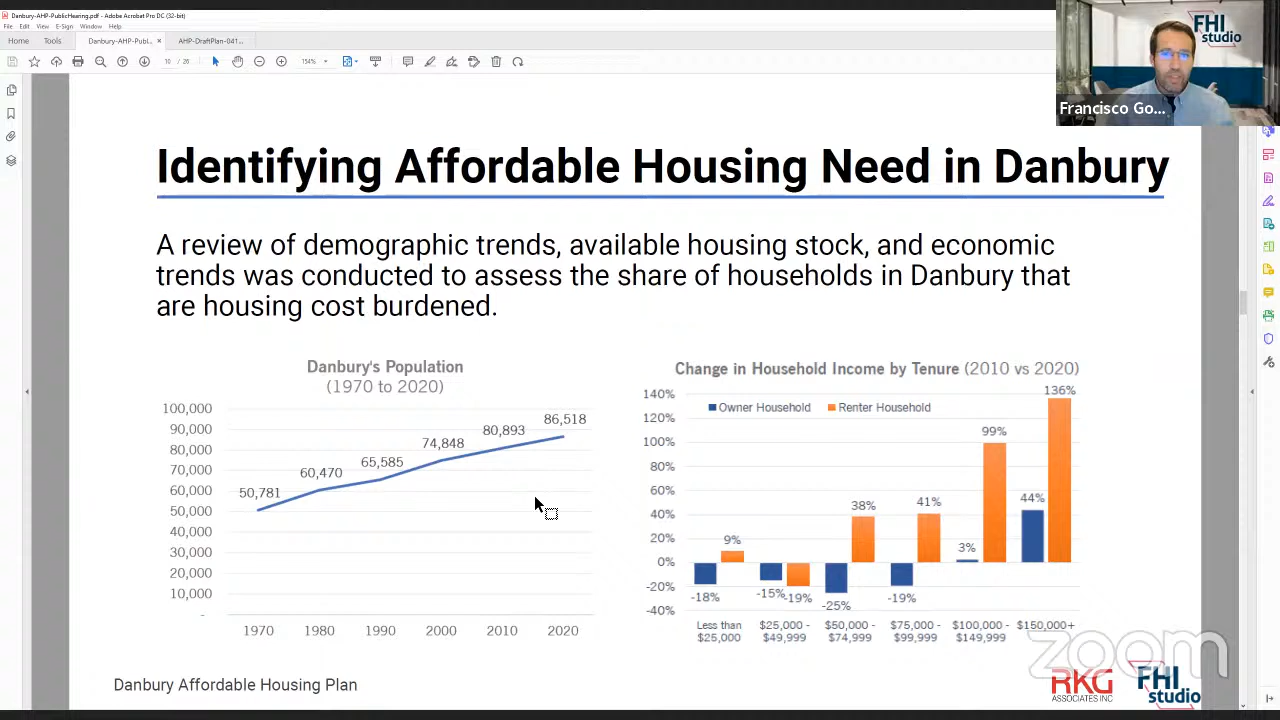 Danbury-AHP-PublicHearing.pdf - Adobe Acrobat Pro DC (32-bit)
File Edit View E-Sign Window Help
Home Tools Danbury-AHP-Publ... × AHP-DraftPlan-041...
10 / 26 154%
FHI
studio
Francisco Go...
Identifying Affordable Housing Need in Danbury
A review of demographic trends, available housing stock, and economic
trends was conducted to assess the share of households in Danbury that
are housing cost burdened.
Danbury's Population
(1970 to 2020)
100,000
90,000
80,000
70,000
60,000
50,000
40,000
30,000
20,000
10,000
-
50,781
60,470
65,585
74,848
80,893
86,518
1970 1980 1990 2000 2010 2020
Change in Household Income by Tenure (2010 vs 2020)
Owner Household Renter Household
140%
120%
100%
80%
60%
40%
20%
0%
-20%
-40%
-18% 9%
-15% -19%
-25% 38%
-19% 41%
3% 99%
44% 136%
Less than
$25,000
$25,000 -
$49,999
$50,000 -
$74,999
$75,000 -
$99,999
$100,000 -
$149,999
$150,000+
zoom
Danbury Affordable Housing Plan
RKG
ASSOCIATES INC
FHI
studio